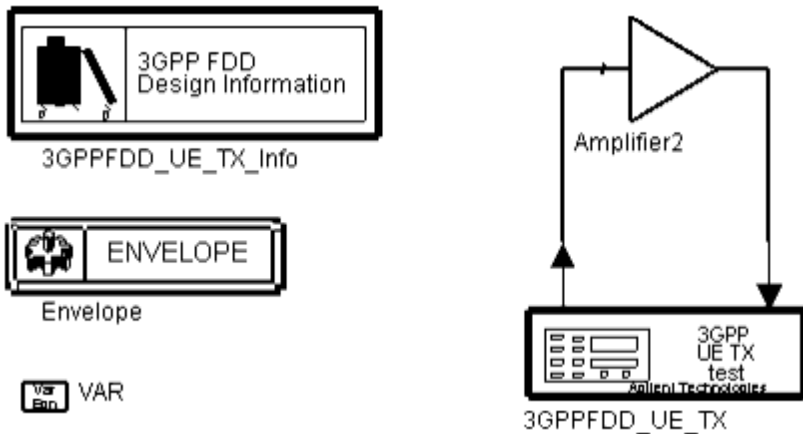 3GPP FDD
Design Information
3GPPFDD_UE_TX_Info
ENVELOPE
Envelope
Var
Eqn
VAR
Amplifier2
3GPP
UE TX
test
Agilent Technologies
3GPPFDD_UE_TX